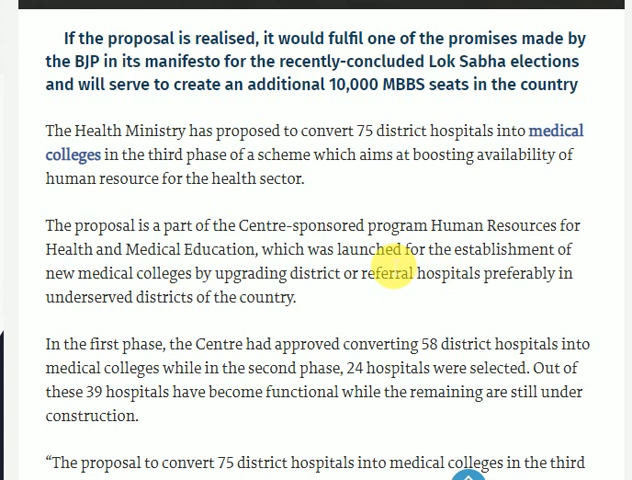 If the proposal is realised, it would fulfil one of the promises made by
the BJP in its manifesto for the recently-concluded Lok Sabha elections
and will serve to create an additional 10,000 MBBS seats in the country
The Health Ministry has proposed to convert 75 district hospitals into medical
colleges in the third phase of a scheme which aims at boosting availability of
human resource for the health sector.
The proposal is a part of the Centre-sponsored program Human Resources for
Health and Medical Education, which was launched for the establishment of
new medical colleges by upgrading district or referral hospitals preferably in
underserved districts of the country.
In the first phase, the Centre had approved converting 58 district hospitals into
medical colleges while in the second phase, 24 hospitals were selected. Out of
these 39 hospitals have become functional while the remaining are still under
construction.
“The proposal to convert 75 district hospitals into medical colleges in the third